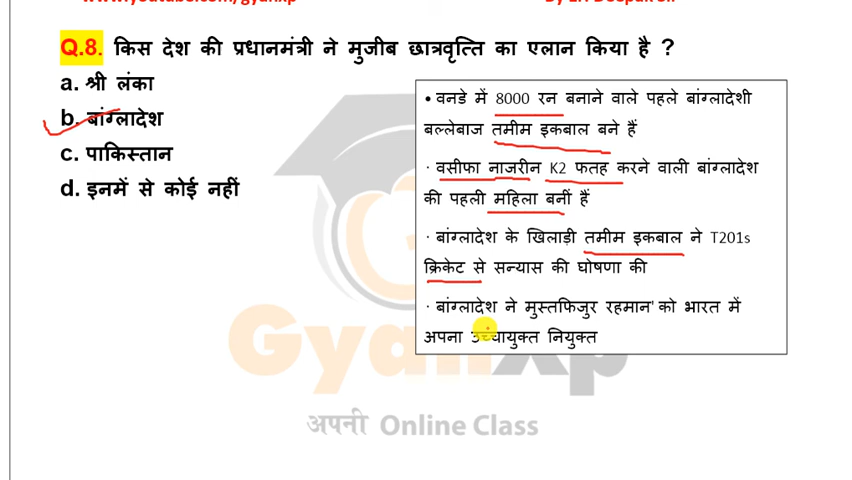 Q.8. किस देश की प्रधानमंत्री ने मुजीब छात्रवृत्ति का एलान किया है ?
a. श्री लंका
b. बांग्लादेश
c. पाकिस्तान
d. इनमें से कोई नहीं
• वनडे में 8000 रन बनाने वाले पहले बांग्लादेशी
बल्लेबाज तमीम इकबाल बने हैं
· वसीफा नाजरीन K2 फतह करने वाली बांग्लादेश
की पहली महिला बनीं हैं
· बांग्लादेश के खिलाड़ी तमीम इकबाल ने T201s
क्रिकेट से सन्यास की घोषणा की
· बांग्लादेश ने मुस्तफिजुर रहमान' को भारत में
अपना उच्चायुक्त नियुक्त
Gyanxp
अपनी Online Class